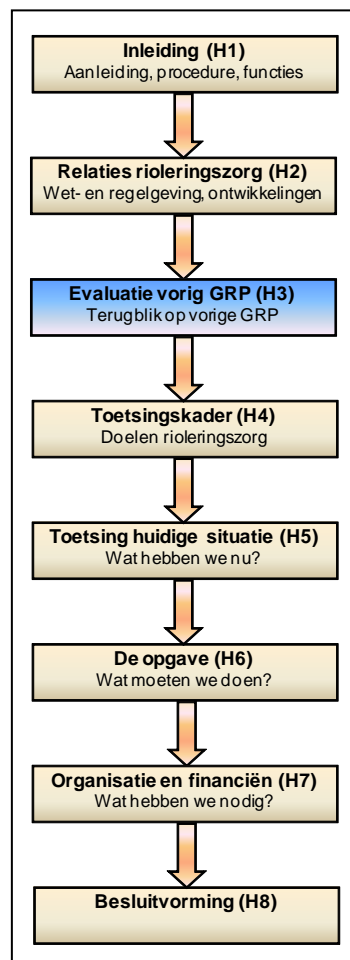 Inleiding (H1)
Aanleiding, procedure, functies
Relaties rioleringszorg (H2)
Wet- en regelgeving, ontwikkelingen
Evaluatie vorig GRP (H3)
Terugblik op vorige GRP
Toetsingskader (H4)
Doelen rioleringszorg
Toetsing huidige situatie (H5)
Wat hebben we nu?
De opgave (H6)
Wat moeten we doen?
Organisatie en financiën (H7)
Wat hebben we nodig?
Besluitvorming (H8)